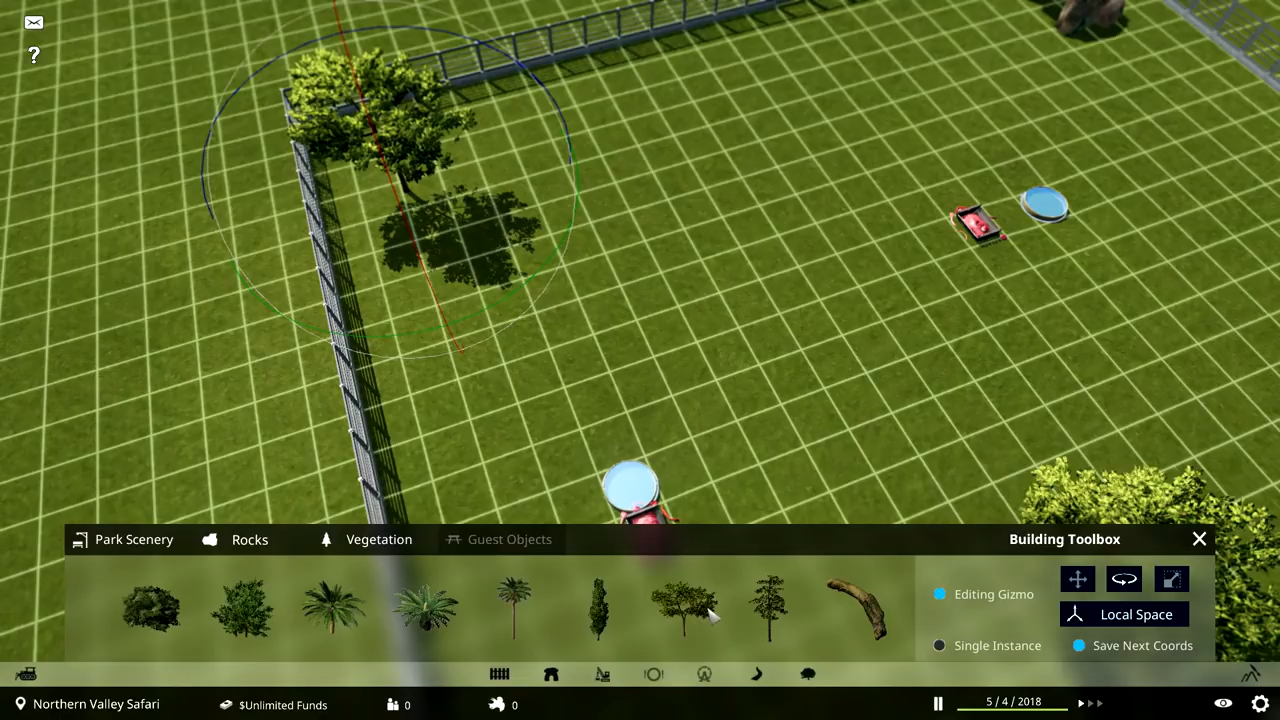 ?
Park Scenery Rocks Vegetation Guest Objects Building Toolbox
Editing Gizmo
Local Space
Single Instance Save Next Coords
Northern Valley Safari $Unlimited Funds 0 0 5 / 4 / 2018